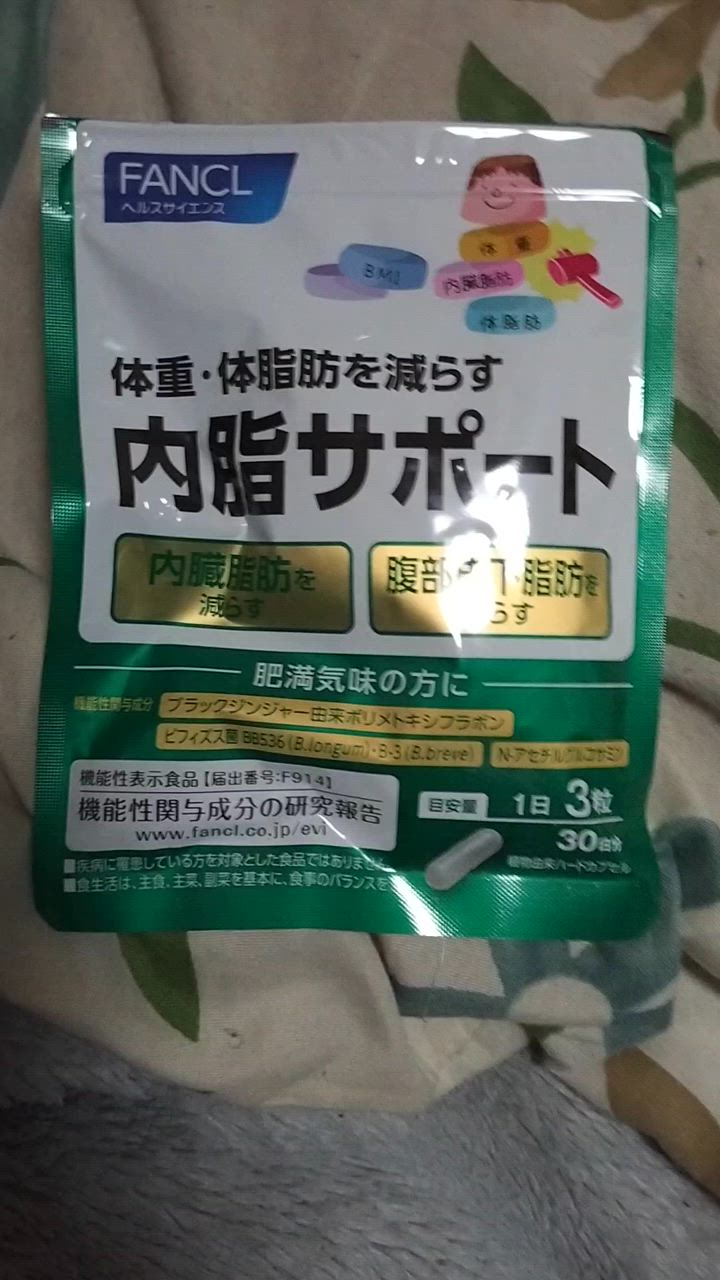 FANCL
ヘルスサイエンス
体重
BMI
内臓脂肪
体脂肪
体重・体脂肪を減らす
内脂サポート
内臓脂肪を
減らす
腹部 脂肪を
らす
肥満気味の方に
機能性関与成分
ブラックジンジャー由来ポリメトキシフラボン
ビフィズス菌 BB536 (B.longum)・B-3 (B.breve)
N-アセチルグルコサミン
機能性表示食品【届出番号:F914】
機能性関与成分の研究報告
www.fancl.co.jp/evi
目安量 1日 3粒
30日分
植物由来ハードカプセル
■疾病に罹患している方を対象とした食品ではありません
■食生活は、主食、主菜、副菜を基本に、食事のバランスを